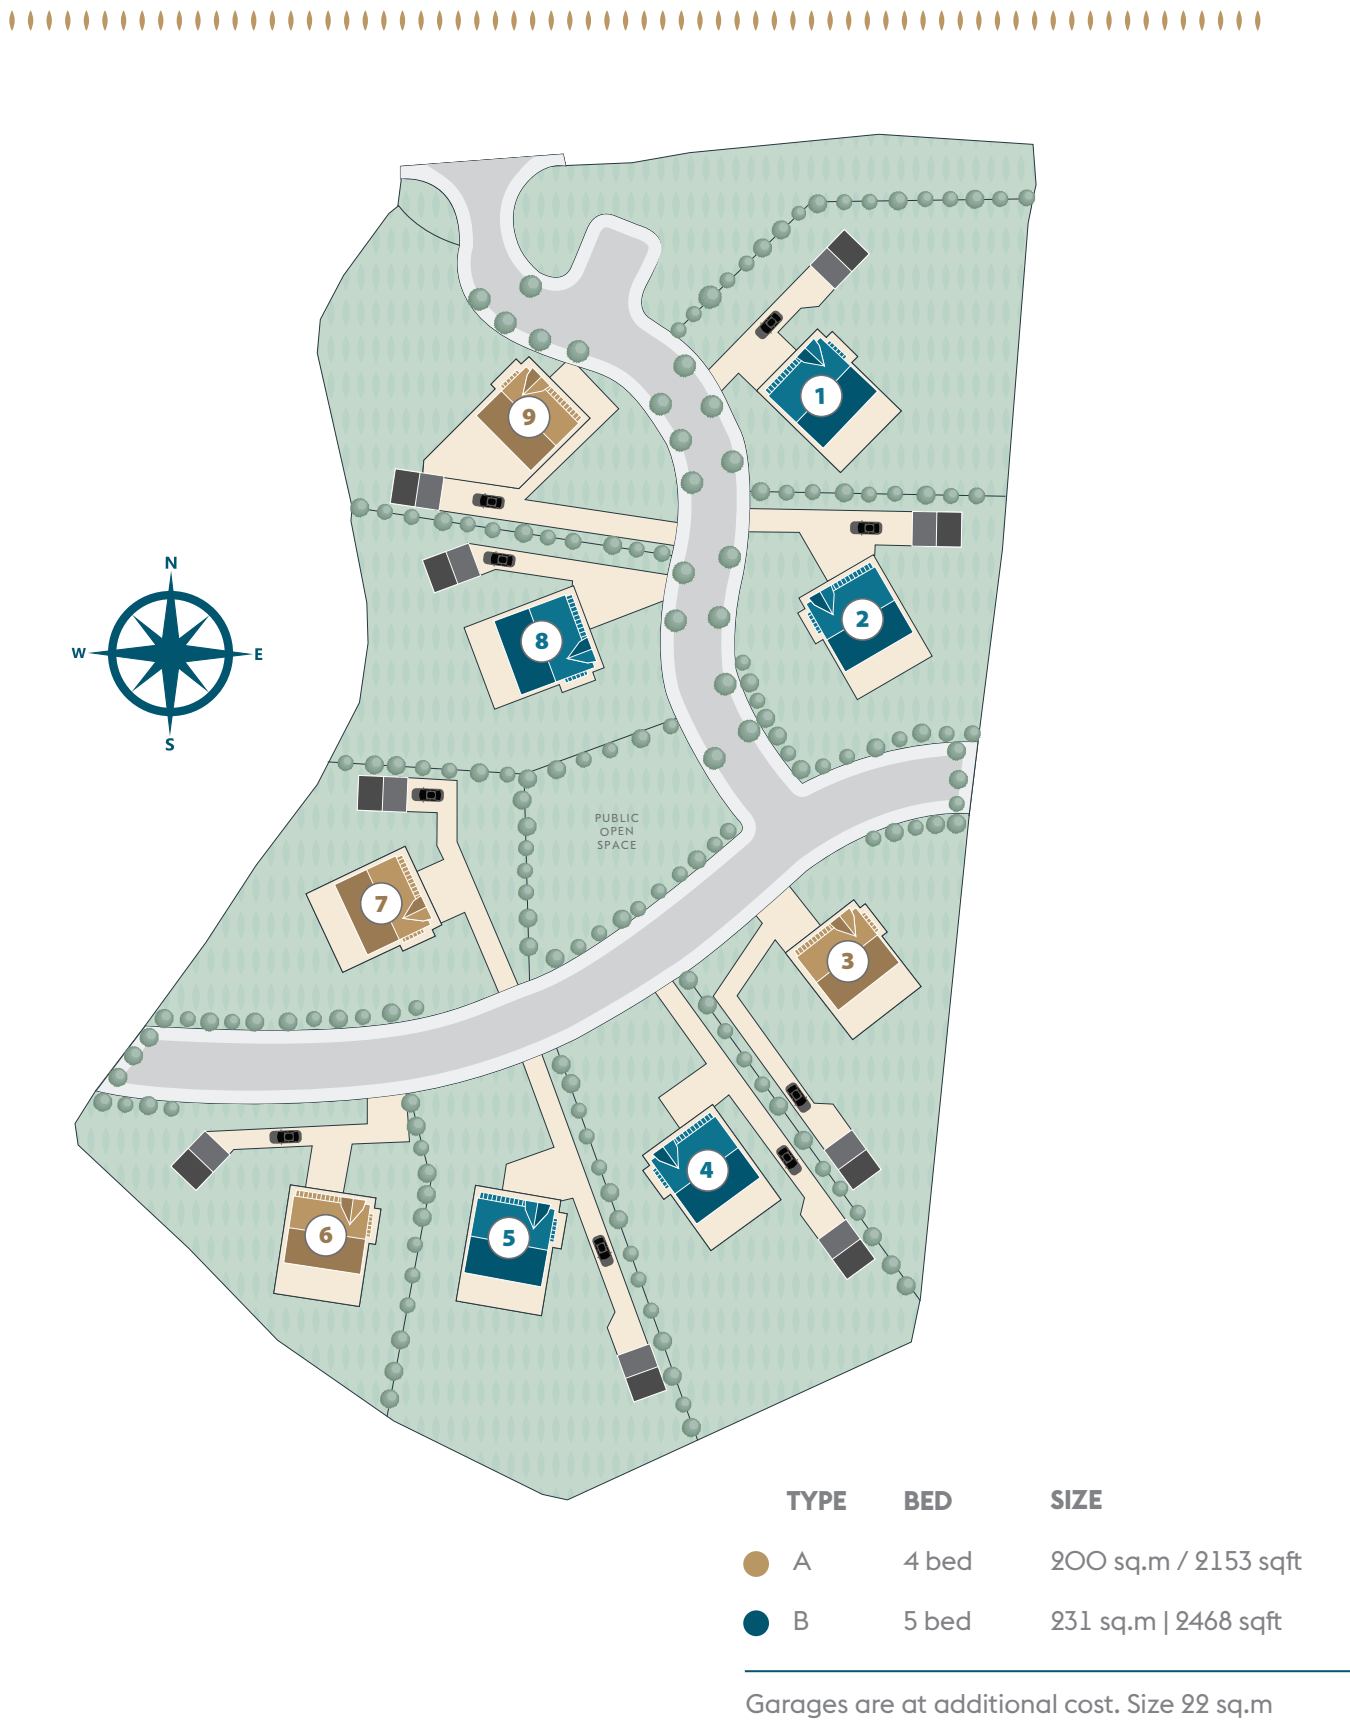 1
9
N
W E
S
2
8
PUBLIC
OPEN
SPACE
7
3
4
6
5
TYPE BED SIZE
A 4 bed 200 sq.m / 2153 sqft
B 5 bed 231 sq.m | 2468 sqft
Garages are at additional cost. Size 22 sq.m